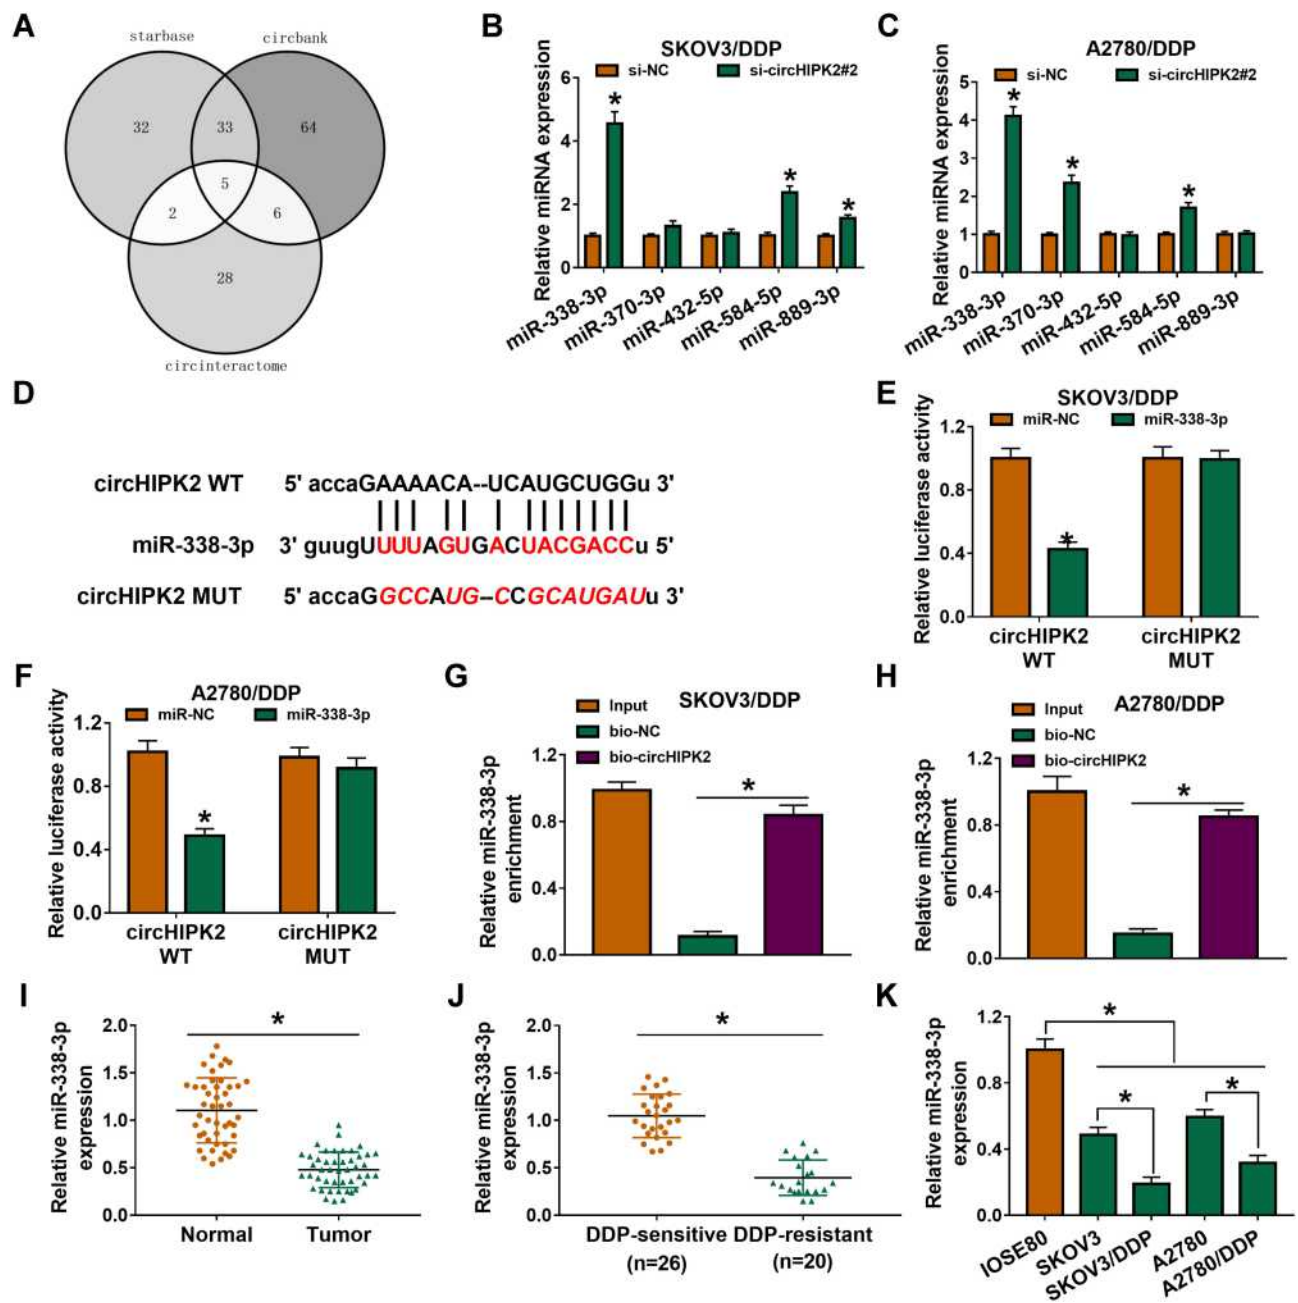 A
starbase
circbank
32
33
64
5
2
6
28
circinteractome
B
SKOV3/DDP
si-NC
si-circHIPK2#2
Relative miRNA expression
6
4
2
0
*
*
*
miR-338-3p
miR-370-3p
miR-432-5p
miR-584-5p
miR-889-3p
C
A2780/DDP
si-NC
si-circHIPK2#2
Relative miRNA expression
5
4
3
2
1
0
*
*
*
miR-338-3p
miR-370-3p
miR-432-5p
miR-584-5p
miR-889-3p
D
circHIPK2 WT 5' accaGAAAACA--UCAUGCUGGu 3'
miR-338-3p 3' guugUUUUAGUGACUACGACCu 5'
circHIPK2 MUT 5' accaGGCCAUG--CCGCAUGAUu 3'
E
SKOV3/DDP
miR-NC
miR-338-3p
Relative luciferase activity
1.2
0.8
0.4
0.0
*
circHIPK2
WT
circHIPK2
MUT
F
A2780/DDP
miR-NC
miR-338-3p
Relative luciferase activity
1.2
0.8
0.4
0.0
*
circHIPK2
WT
circHIPK2
MUT
G
SKOV3/DDP
Input
bio-NC
bio-circHIPK2
Relative miR-338-3p
enrichment
1.2
0.8
0.4
0.0
*
H
A2780/DDP
Input
bio-NC
bio-circHIPK2
Relative miR-338-3p
enrichment
1.2
0.8
0.4
0.0
*
I
Relative miR-338-3p
expression
2.0
1.5
1.0
0.5
0.0
*
Normal
Tumor
J
Relative miR-338-3p
expression
2.0
1.5
1.0
0.5
0.0
*
DDP-sensitive
(n=26)
DDP-resistant
(n=20)
K
Relative miR-338-3p
expression
1.2
0.8
0.4
0.0
*
*
*
IOSE80
SKOV3
SKOV3/DDP
A2780
A2780/DDP